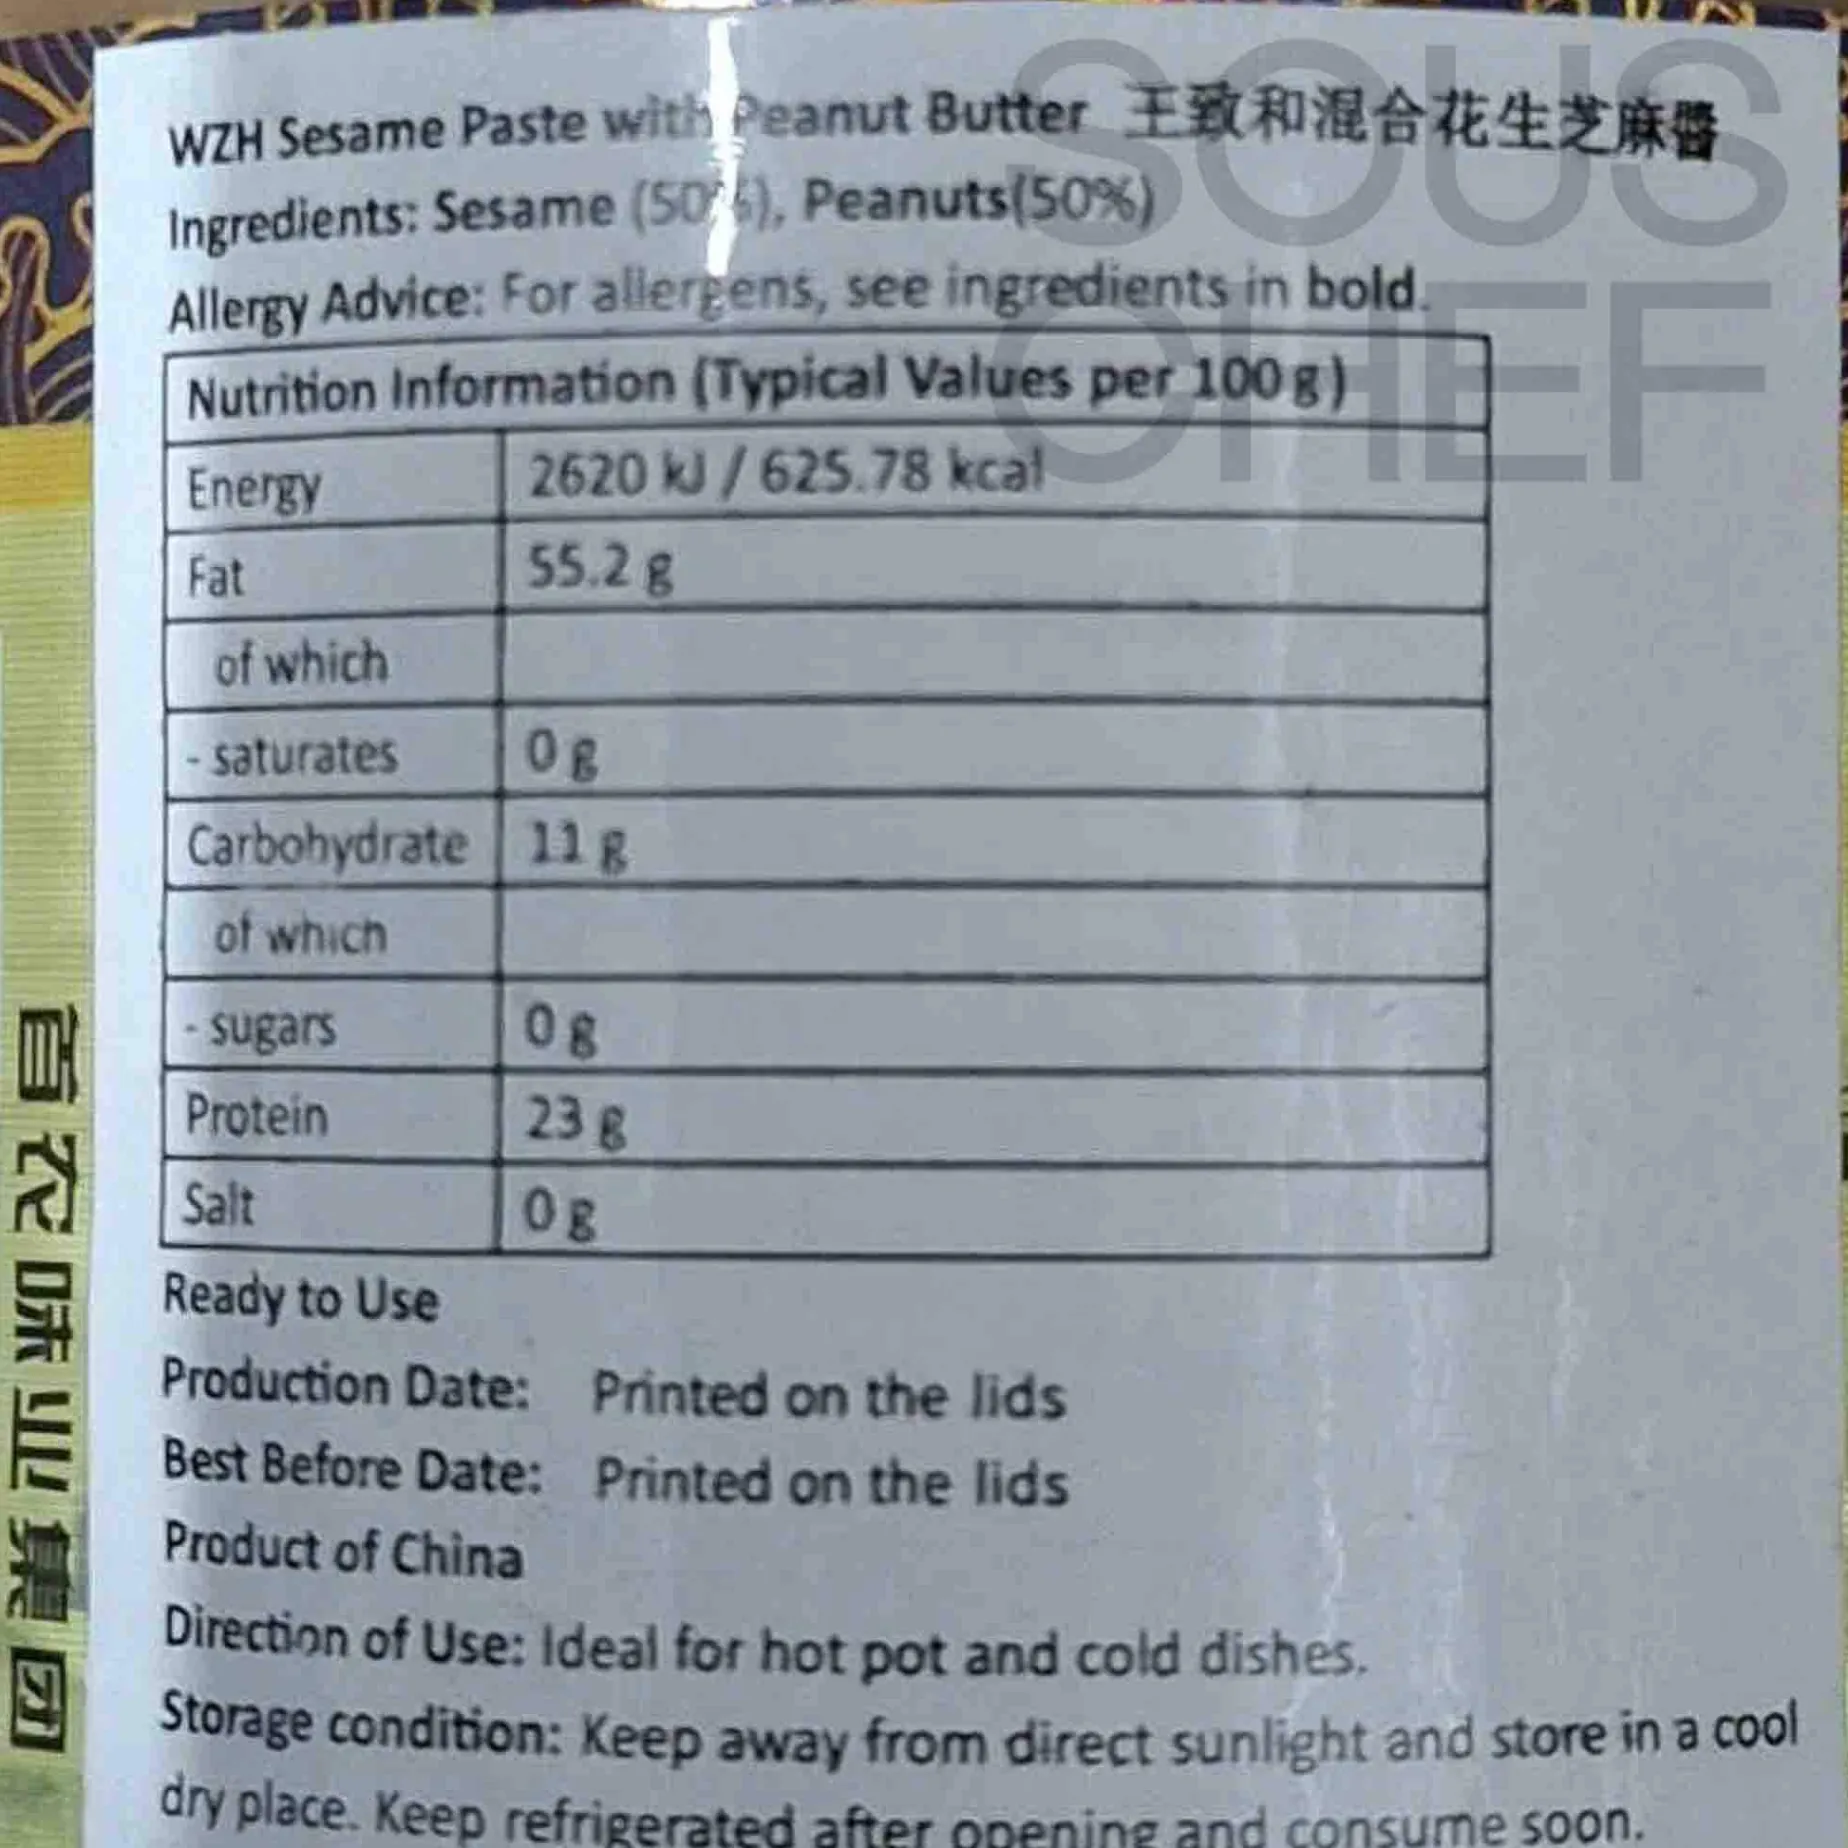 SOUS
CHEF
WZH Sesame Paste with Peanut Butter 王致和混合花生芝麻醬
Ingredients: Sesame (50%), Peanuts(50%)
Allergy Advice: For allergens, see ingredients in bold.
Nutrition Information (Typical Values per 100g)
Energy 2620 kJ / 625.78 kcal
Fat 55.2 g
of which
- saturates 0 g
Carbohydrate 11 g
of which
- sugars 0 g
Protein 23 g
Salt 0 g
Ready to Use
Production Date: Printed on the lids
Best Before Date: Printed on the lids
Product of China
Direction of Use: Ideal for hot pot and cold dishes.
Storage condition: Keep away from direct sunlight and store in a cool
dry place. Keep refrigerated after opening and consume soon.
首农味业集团